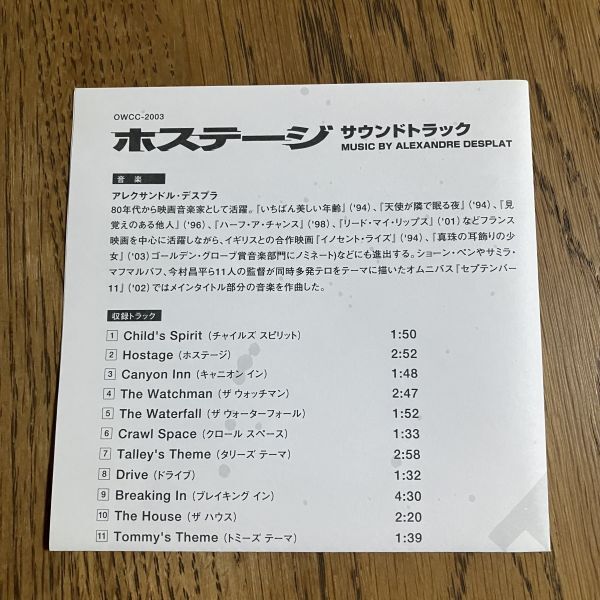 OWCC-2003
ホステージ サウンドトラック
MUSIC BY ALEXANDRE DESPLAT
音楽
アレクサンドル・デスプラ
80年代から映画音楽家として活躍。『いちばん美しい年齢』('94)、『天使が隣で眠る夜』('94)、『見
覚えのある他人』('96)、『ハーフ・ア・チャンス』('98)、『リード・マイ・リップス』('01)などフランス
映画を中心に活躍しながら、イギリスとの合作映画『イノセント・ライズ』('94)、『真珠の耳飾りの少
女』('03)ゴールデン・グローブ賞音楽部門にノミネート)などにも進出する。ショーン・ペンやサミラ・
マフマルバフ、今村昌平ら11人の監督が同時多発テロをテーマに描いたオムニバス『セプテンバー
11』('02)ではメインタイトル部分の音楽を作曲した。
収録トラック
1 Child's Spirit (チャイルズ スピリット) 1:50
2 Hostage (ホステージ) 2:52
3 Canyon Inn (キャニオン イン) 1:48
4 The Watchman (ザ ウォッチマン) 2:47
5 The Waterfall (ザ ウォーターフォール) 1:52
6 Crawl Space (クロール スペース) 1:33
7 Talley's Theme (タリーズ テーマ) 2:58
8 Drive (ドライブ) 1:32
9 Breaking In (ブレイキング イン) 4:30
10 The House (ザ ハウス) 2:20
11 Tommy's Theme (トミーズ テーマ) 1:39